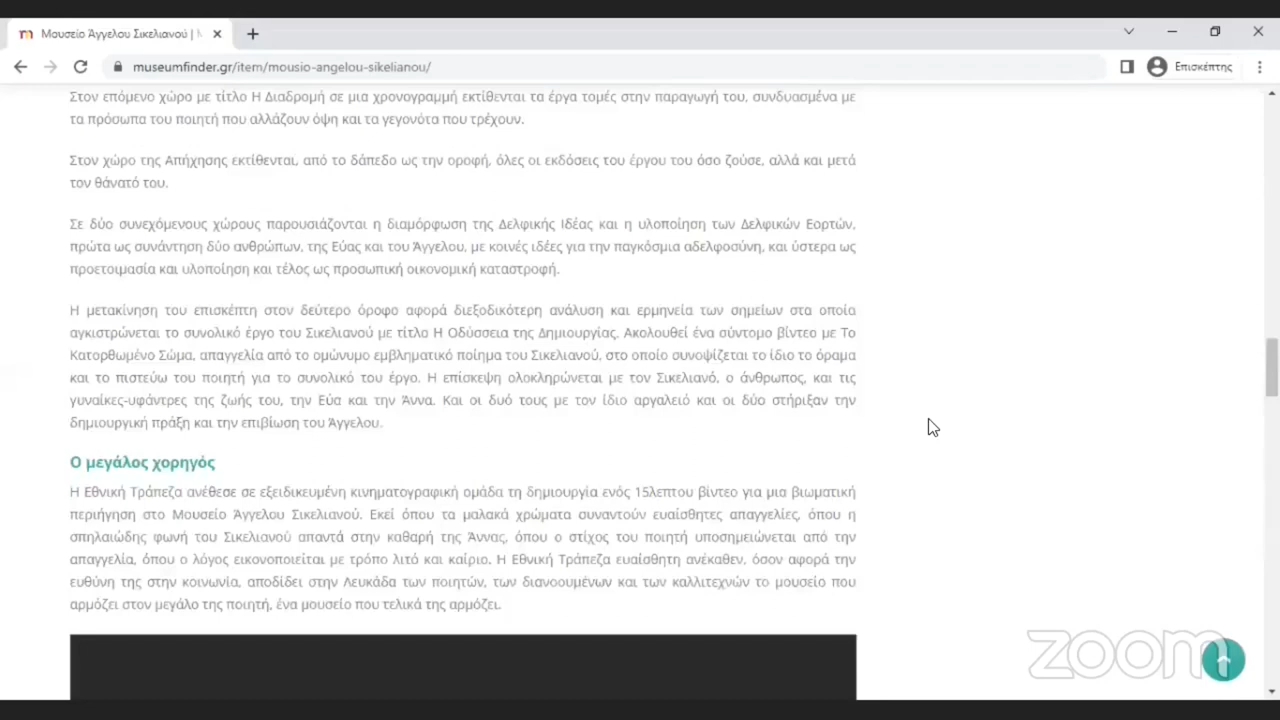 Μουσείο Άγγελου Σικελιανού | Μ
museumfinder.gr/item/mousio-angelou-sikelianou/
Επισκέπτης
Στον επόμενο χώρο με τίτλο Η Διαδρομή σε μια χρονογραμμή εκτίθενται τα έργα τομές στην παραγωγή του, συνδυασμένα με
τα πρόσωπα του ποιητή που αλλάζουν όψη και τα γεγονότα που τρέχουν.
Στον χώρο της Απήχησης εκτίθενται, από το δάπεδο ως την οροφή, όλες οι εκδόσεις του έργου του όσο ζούσε, αλλά και μετά
τον θάνατό του.
Σε δύο συνεχόμενους χώρους παρουσιάζονται η διαμόρφωση της Δελφικής Ιδέας και η υλοποίηση των Δελφικών Εορτών,
πρώτα ως συνάντηση δύο ανθρώπων, της Εύας και του Άγγελου, με κοινές ιδέες για την παγκόσμια αδελφοσύνη, και ύστερα ως
προετοιμασία και υλοποίηση και τέλος ως προσωπική οικονομική καταστροφή.
Η μετακίνηση του επισκέπτη στον δεύτερο όροφο αφορά διεξοδικότερη ανάλυση και ερμηνεία των σημείων στα οποία
αγκιστρώνεται το συνολικό έργο του Σικελιανού με τίτλο Η Οδύσσεια της Δημιουργίας. Ακολουθεί ένα σύντομο βίντεο με Το
Κατορθωμένο Σώμα, απαγγελία από το ομώνυμο εμβληματικό ποίημα του Σικελιανού, στο οποίο συνοψίζεται το ίδιο το όραμα
και το πιστεύω του ποιητή για το συνολικό του έργο. Η επίσκεψη ολοκληρώνεται με τον Σικελιανό, ο άνθρωπος, και τις
γυναίκες-υφάντρες της ζωής του, την Εύα και την Άννα. Και οι δυό τους με τον ίδιο αργαλειό και οι δύο στήριξαν την
δημιουργική πράξη και την επιβίωση του Άγγελου.
Ο μεγάλος χορηγός
Η Εθνική Τράπεζα ανέθεσε σε εξειδικευμένη κινηματογραφική ομάδα τη δημιουργία ενός 15λεπτου βίντεο για μια βιωματική
περιήγηση στο Μουσείο Άγγελου Σικελιανού. Εκεί όπου τα μαλακά χρώματα συναντούν ευαίσθητες απαγγελίες, όπου η
σπηλαιώδης φωνή του Σικελιανού απαντά στην καθαρή της Άννας, όπου ο στίχος του ποιητή υποσημειώνεται από την
απαγγελία, όπου ο λόγος εικονοποιείται με τρόπο λιτό και καίριο. Η Εθνική Τράπεζα ευαίσθητη ανέκαθεν, όσον αφορά την
ευθύνη της στην κοινωνία, αποδίδει στην Λευκάδα των ποιητών, των διανοουμένων και των καλλιτεχνών το μουσείο που
αρμόζει στον μεγάλο της ποιητή, ένα μουσείο που τελικά της αρμόζει.
zoom